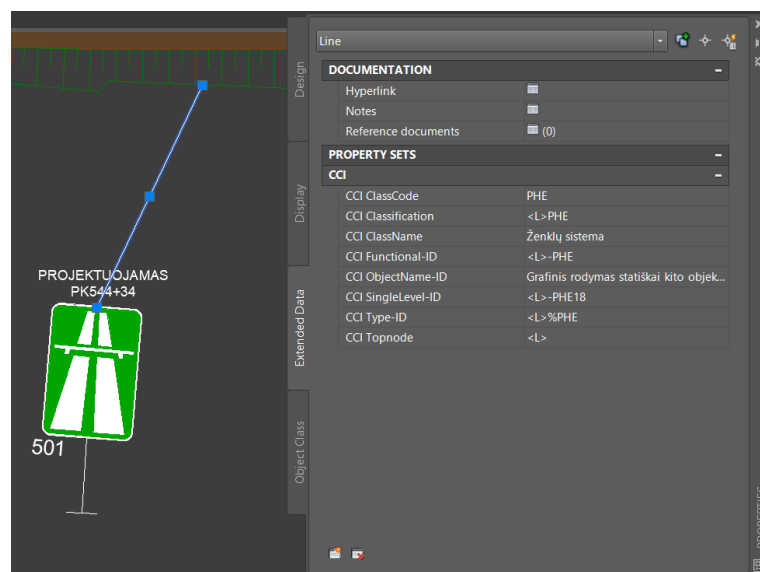 Line
DOCUMENTATION
Hyperlink
Notes
Reference documents (0)
PROPERTY SETS
CCI
CCI ClassCode PHE
CCI Classification <L>PHE
CCI ClassName Ženklų sistema
CCI Functional-ID <L>-PHE
CCI ObjectName-ID Grafinis rodymas statiškai kito objek...
CCI SingleLevel-ID <L>-PHE18
CCI Type-ID <L>%PHE
CCI Topnode <L>
Design
Display
Extended Data
Object Class
PROJEKTUOJAMAS
PK544+34
501
PROPERTIES